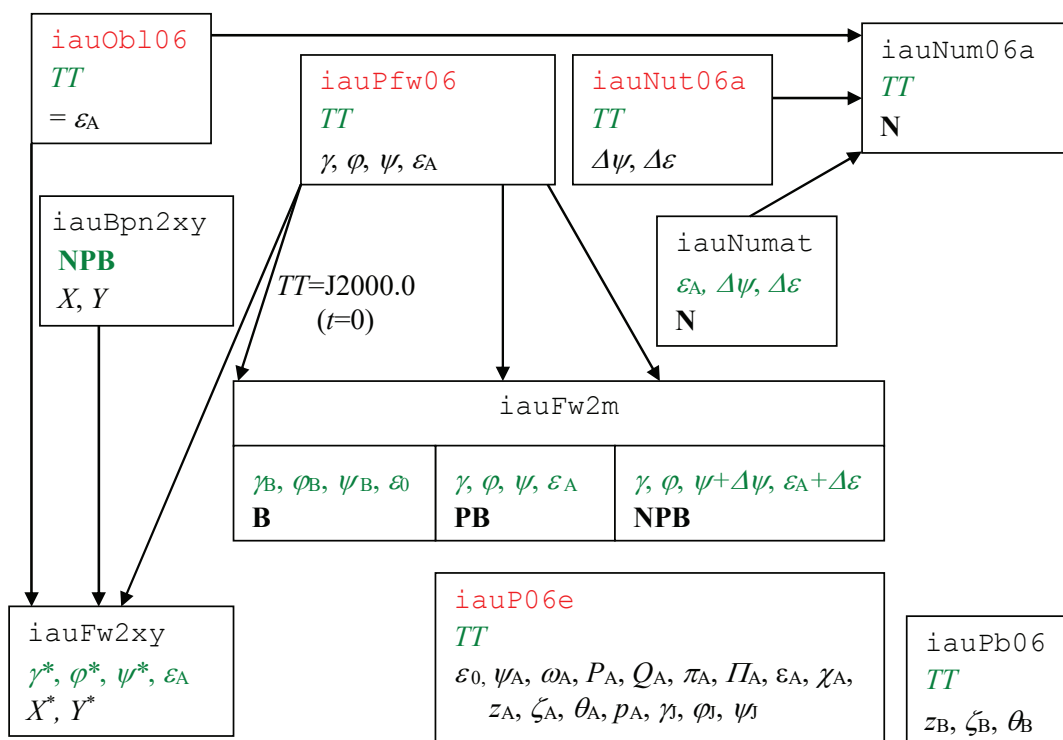 iauObl06
TT
= εA
iauPfw06
TT
γ, φ, ψ, εA
iauNut06a
TT
Δψ, Δε
iauNum06a
TT
N
iauBpn2xy
NPB
X, Y
TT=J2000.0
(t=0)
iauNumat
εA, Δψ, Δε
N
iauFw2m
γB, φB, ψB, ε0
B
γ, φ, ψ, εA
PB
γ, φ, ψ+Δψ, εA+Δε
NPB
iauFw2xy
γ*, φ*, ψ*, εA
X*, Y*
iauP06e
TT
ε0, ψA, ωA, PA, QA, πA, ΠA, εA, χA,
zA, ζA, θA, pA, γJ, φJ, ψJ
iauPb06
TT
zB, ζB, θB